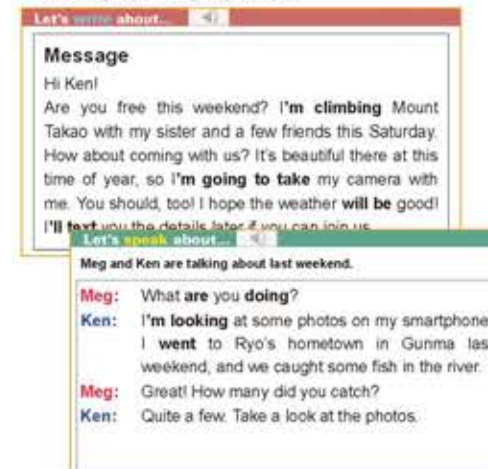 Let's write about...
Message
Hi Ken!
Are you free this weekend? I'm climbing Mount
Takao with my sister and a few friends this Saturday.
How about coming with us? It's beautiful there at this
time of year, so I'm going to take my camera with
me. You should, too! I hope the weather will be good!
I'll text you the details later if you can join us.
Let's speak about...
Meg and Ken are talking about last weekend.
Meg: What are you doing?
Ken: I'm looking at some photos on my smartphone
I went to Ryo's hometown in Gunma las
weekend, and we caught some fish in the river.
Meg: Great! How many did you catch?
Ken: Quite a few. Take a look at the photos.